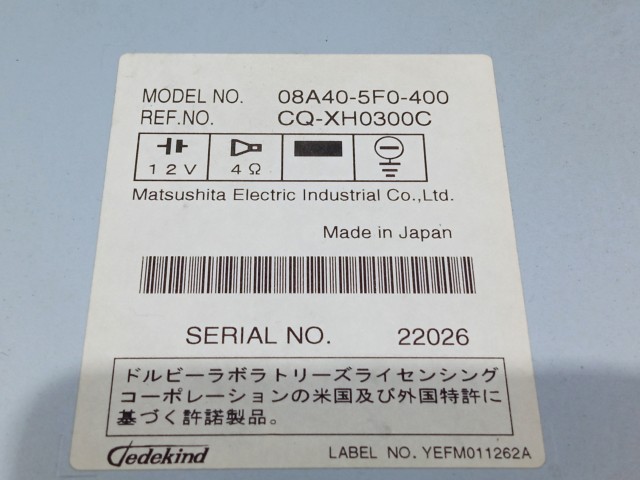 MODEL NO. 08A40-5F0-400
REF.NO. CQ-XH0300C
12V 4Ω
Matsushita Electric Industrial Co.,Ltd.
Made in Japan
SERIAL NO. 22026
ドルビーラボラトリーズライセンシング
コーポレーションの米国及び外国特許に
基づく許諾製品。
Gedekind LABEL NO. YEFM011262A